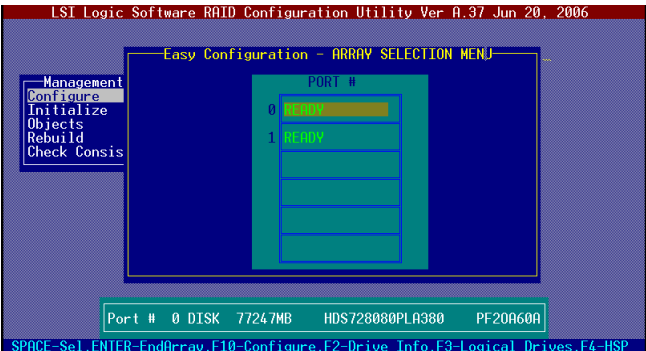 LSI Logic Software RAID Configuration Utility Ver A.37 Jun 20, 2006
Easy Configuration - ARRAY SELECTION MENU
Management
Configure
Initialize
Objects
Rebuild
Check Consis
PORT #
0 READY
1 READY
Port # 0 DISK 77247MB HDS728080PLA380 PF2OA60A
SPACE-Sel,ENTER-EndArray,F10-Configure,F2-Drive Info,F3-Logical Drives,F4-HSP